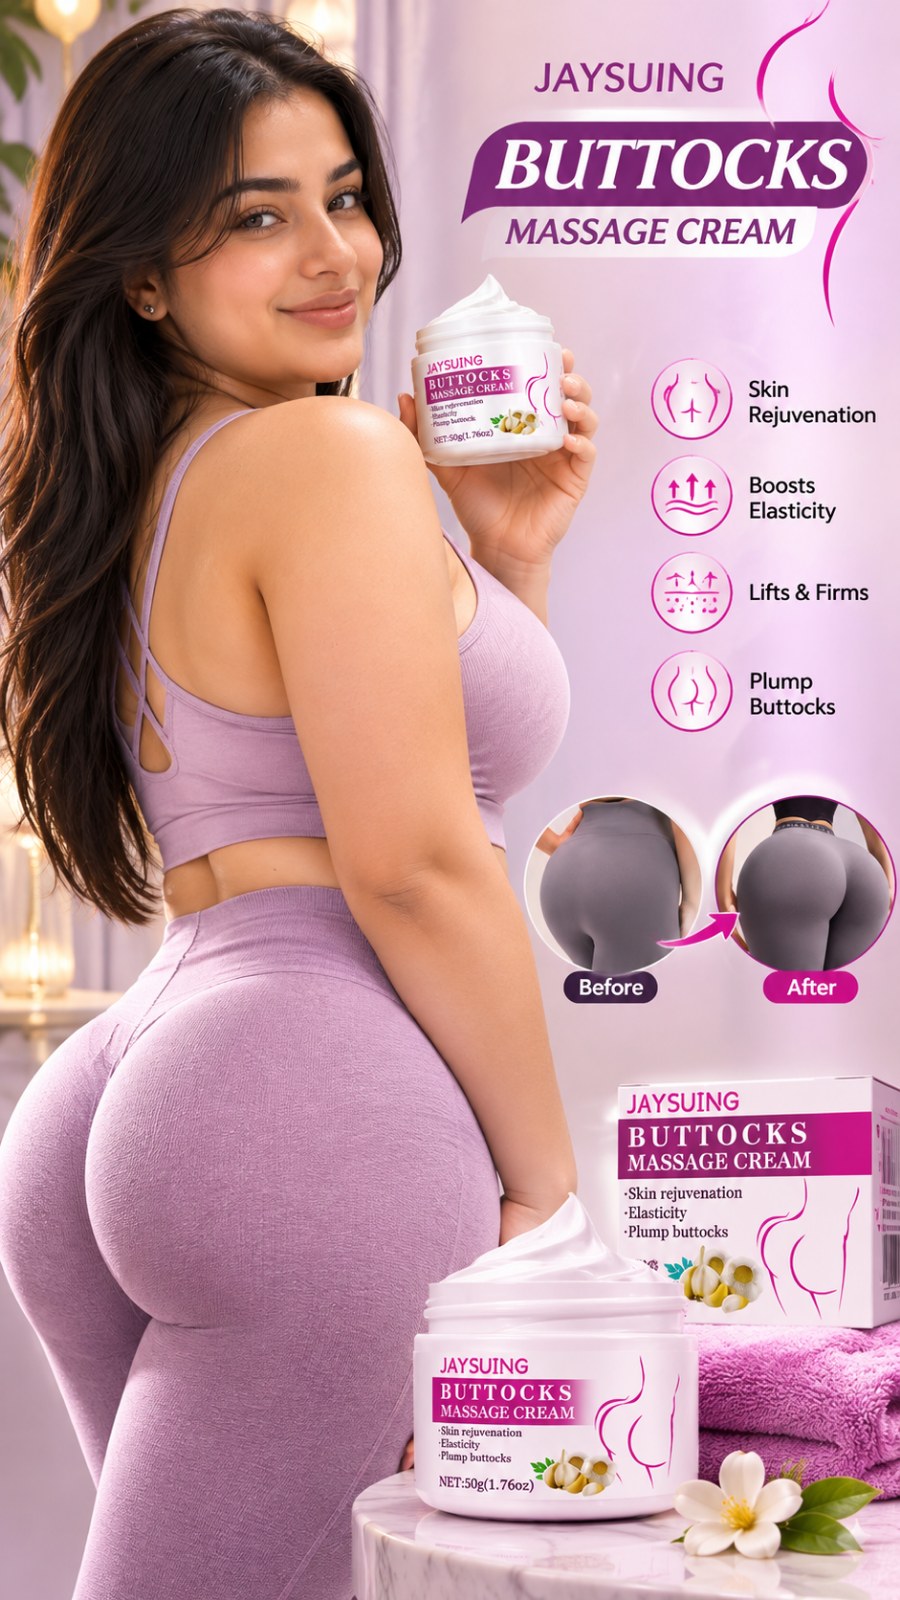 JAYSUING
BUTTOCKS
MASSAGE CREAM
JAYSUING
BUTTOCKS
MASSAGE CREAM
·Skin rejuvenation
·Elasticity
·Plump buttock
NET:50g(1.76oz)
Skin
Rejuvenation
Boosts
Elasticity
Lifts & Firms
Plump
Buttocks
Before
After
JAYSUING
BUTTOCKS
MASSAGE CREAM
·Skin rejuvenation
·Elasticity
·Plump buttocks
JAYSUING
BUTTOCKS
MASSAGE CREAM
·Skin rejuvenation
·Elasticity
·Plump buttocks
NET:50g(1.76oz)